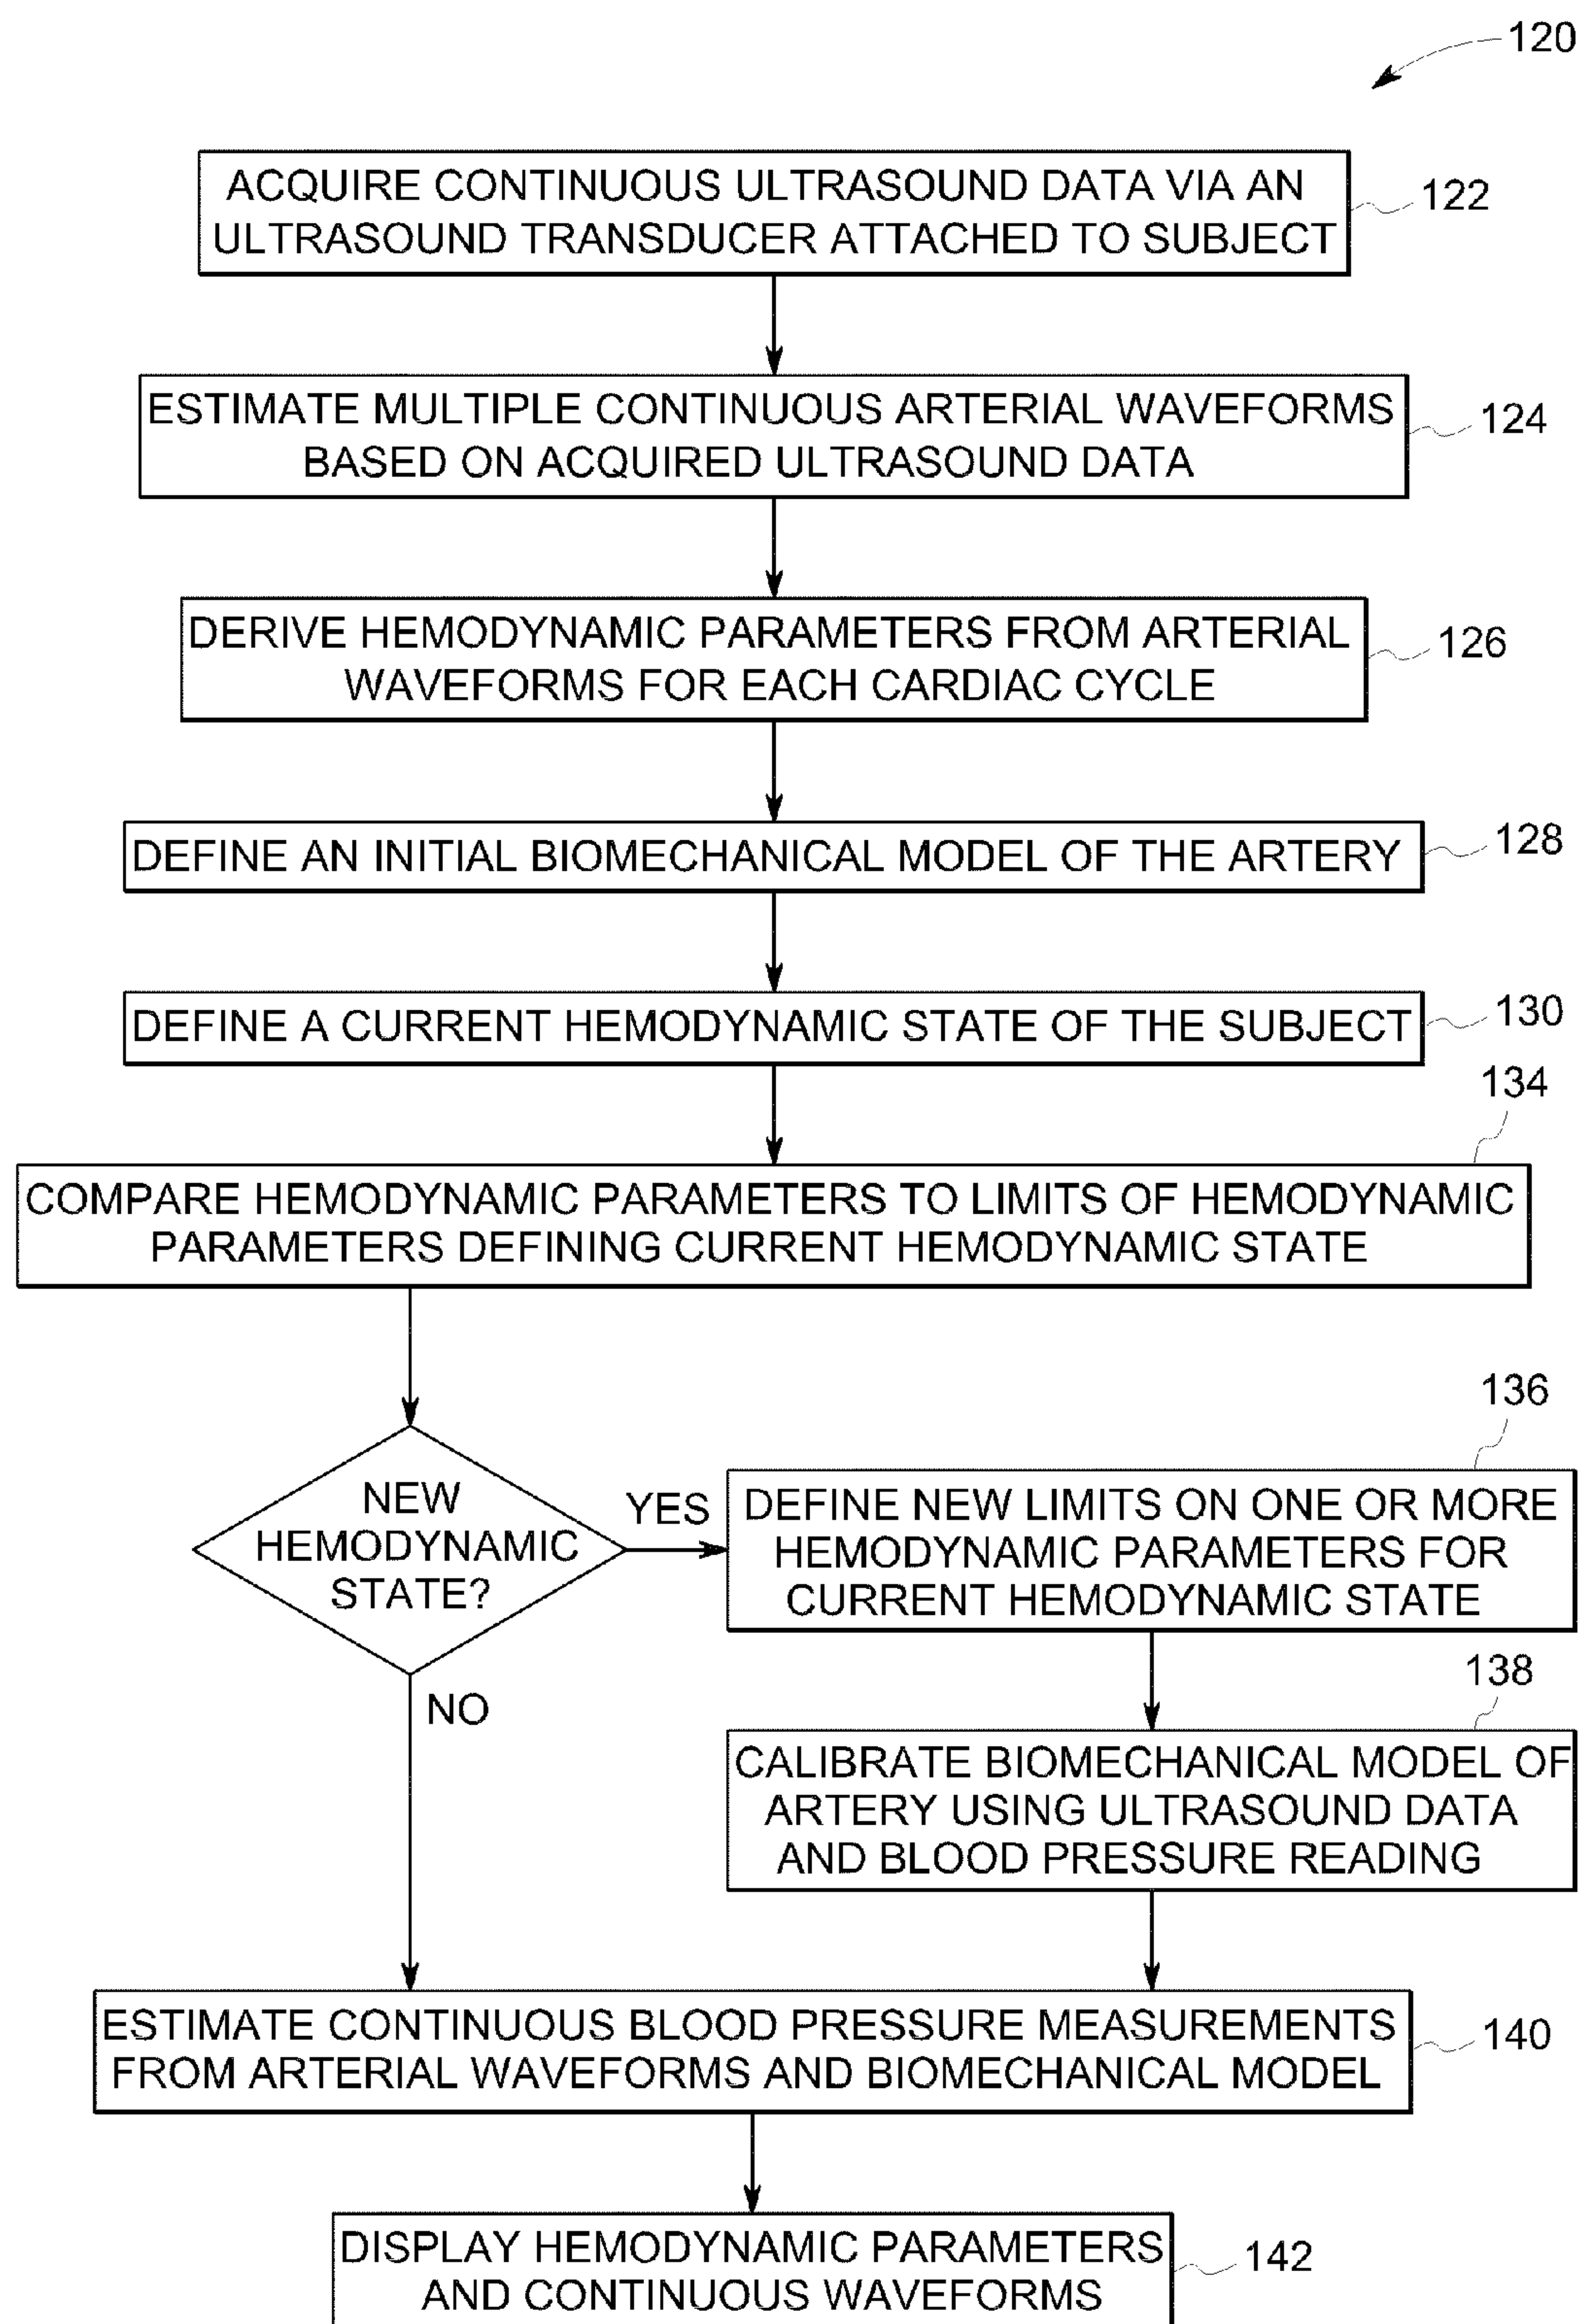 120
ACQUIRE CONTINUOUS ULTRASOUND DATA VIA AN
ULTRASOUND TRANSDUCER ATTACHED TO SUBJECT
122
ESTIMATE MULTIPLE CONTINUOUS ARTERIAL WAVEFORMS
BASED ON ACQUIRED ULTRASOUND DATA
124
DERIVE HEMODYNAMIC PARAMETERS FROM ARTERIAL
WAVEFORMS FOR EACH CARDIAC CYCLE
126
DEFINE AN INITIAL BIOMECHANICAL MODEL OF THE ARTERY
128
DEFINE A CURRENT HEMODYNAMIC STATE OF THE SUBJECT
130
134
COMPARE HEMODYNAMIC PARAMETERS TO LIMITS OF HEMODYNAMIC
PARAMETERS DEFINING CURRENT HEMODYNAMIC STATE
NEW
HEMODYNAMIC
STATE?
YES
136
DEFINE NEW LIMITS ON ONE OR MORE
HEMODYNAMIC PARAMETERS FOR
CURRENT HEMODYNAMIC STATE
NO
138
CALIBRATE BIOMECHANICAL MODEL OF
ARTERY USING ULTRASOUND DATA
AND BLOOD PRESSURE READING
ESTIMATE CONTINUOUS BLOOD PRESSURE MEASUREMENTS
FROM ARTERIAL WAVEFORMS AND BIOMECHANICAL MODEL
140
DISPLAY HEMODYNAMIC PARAMETERS
AND CONTINUOUS WAVEFORMS
142